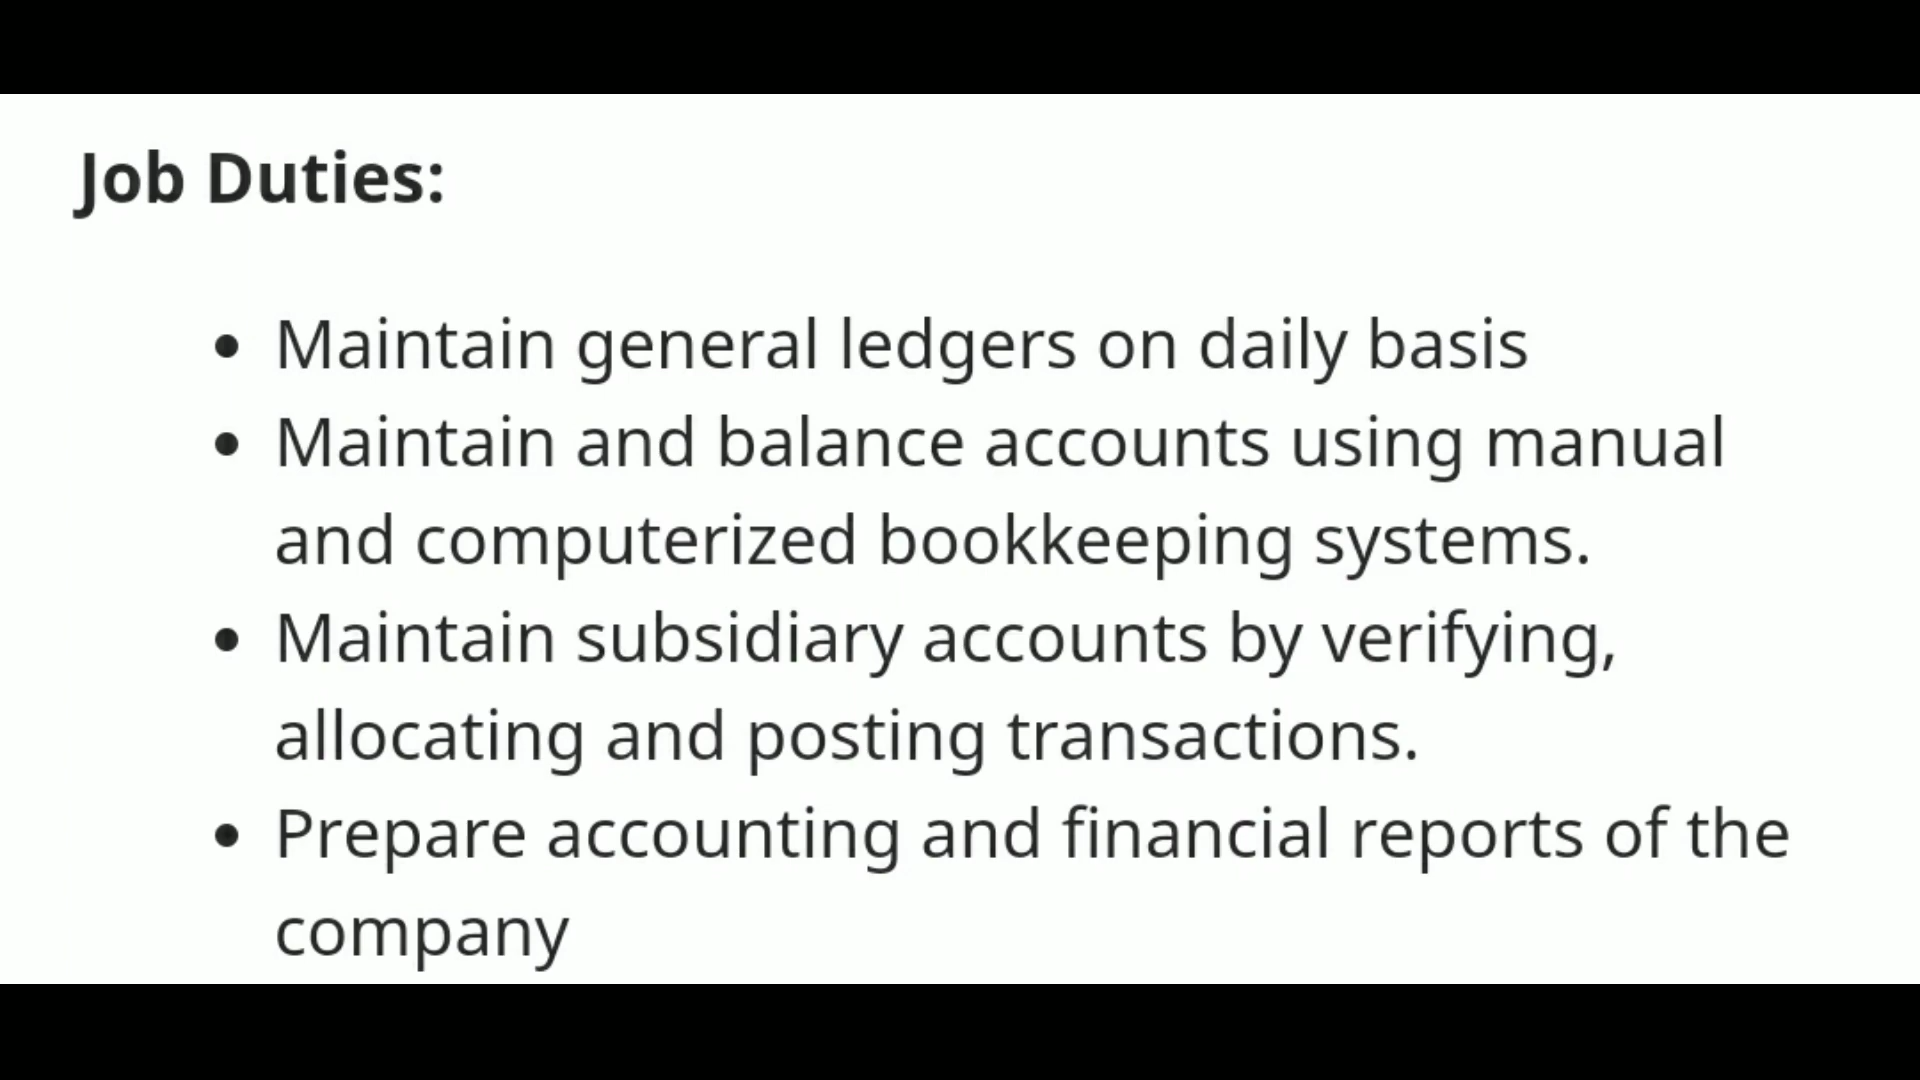 Job Duties:
• Maintain general ledgers on daily basis
• Maintain and balance accounts using manual
and computerized bookkeeping systems.
• Maintain subsidiary accounts by verifying,
allocating and posting transactions.
• Prepare accounting and financial reports of the
company